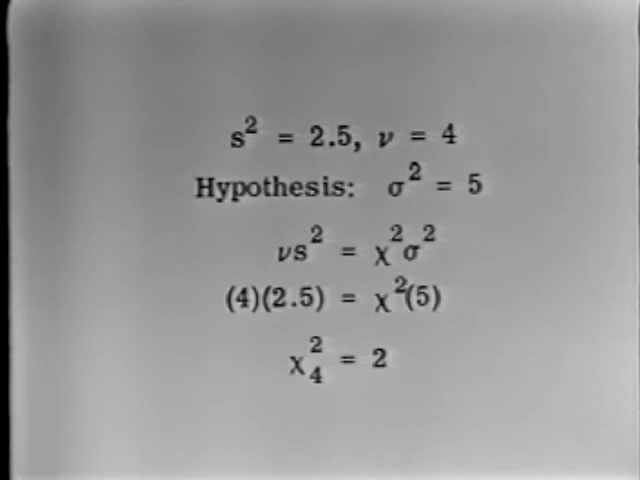 s² = 2.5, ν = 4
Hypothesis: σ² = 5
νs² = χ²σ²
(4)(2.5) = χ²(5)
χ²₄ = 2